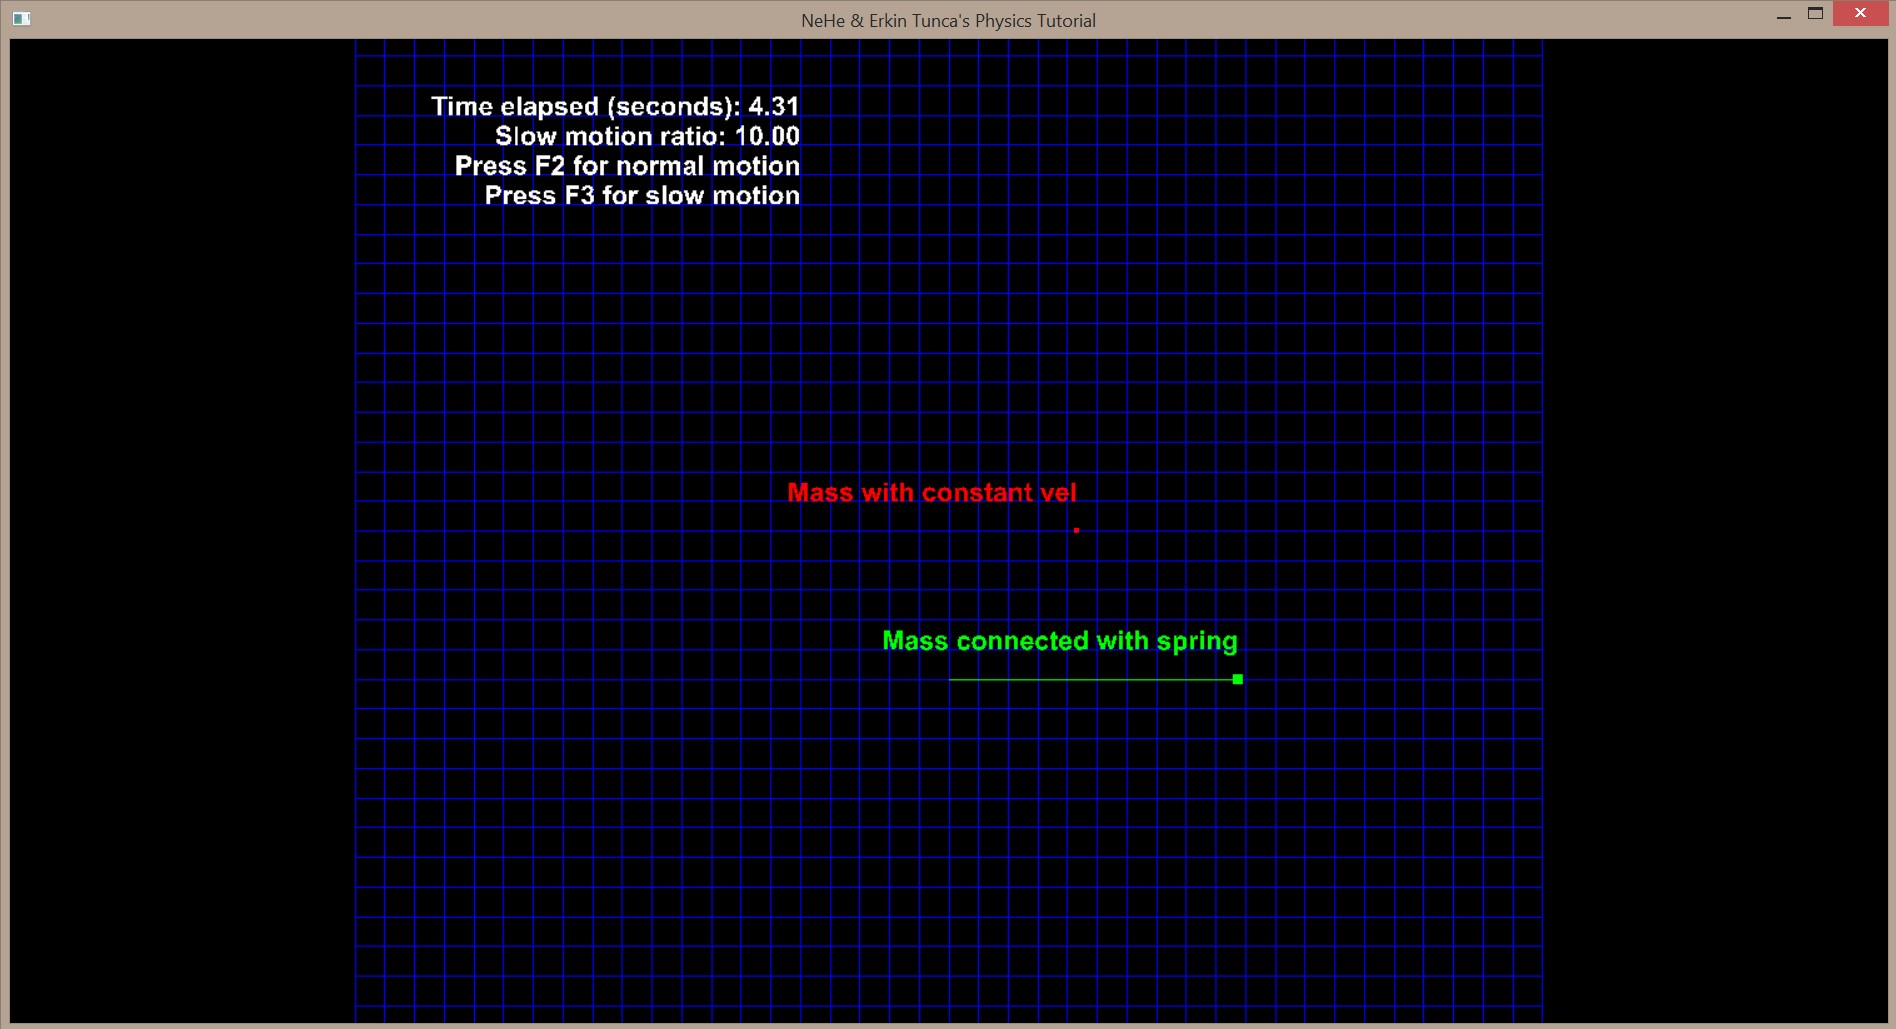 NeHe & Erkin Tunca's Physics Tutorial
Time elapsed (seconds): 4.31
Slow motion ratio: 10.00
Press F2 for normal motion
Press F3 for slow motion
Mass with constant vel
Mass connected with spring